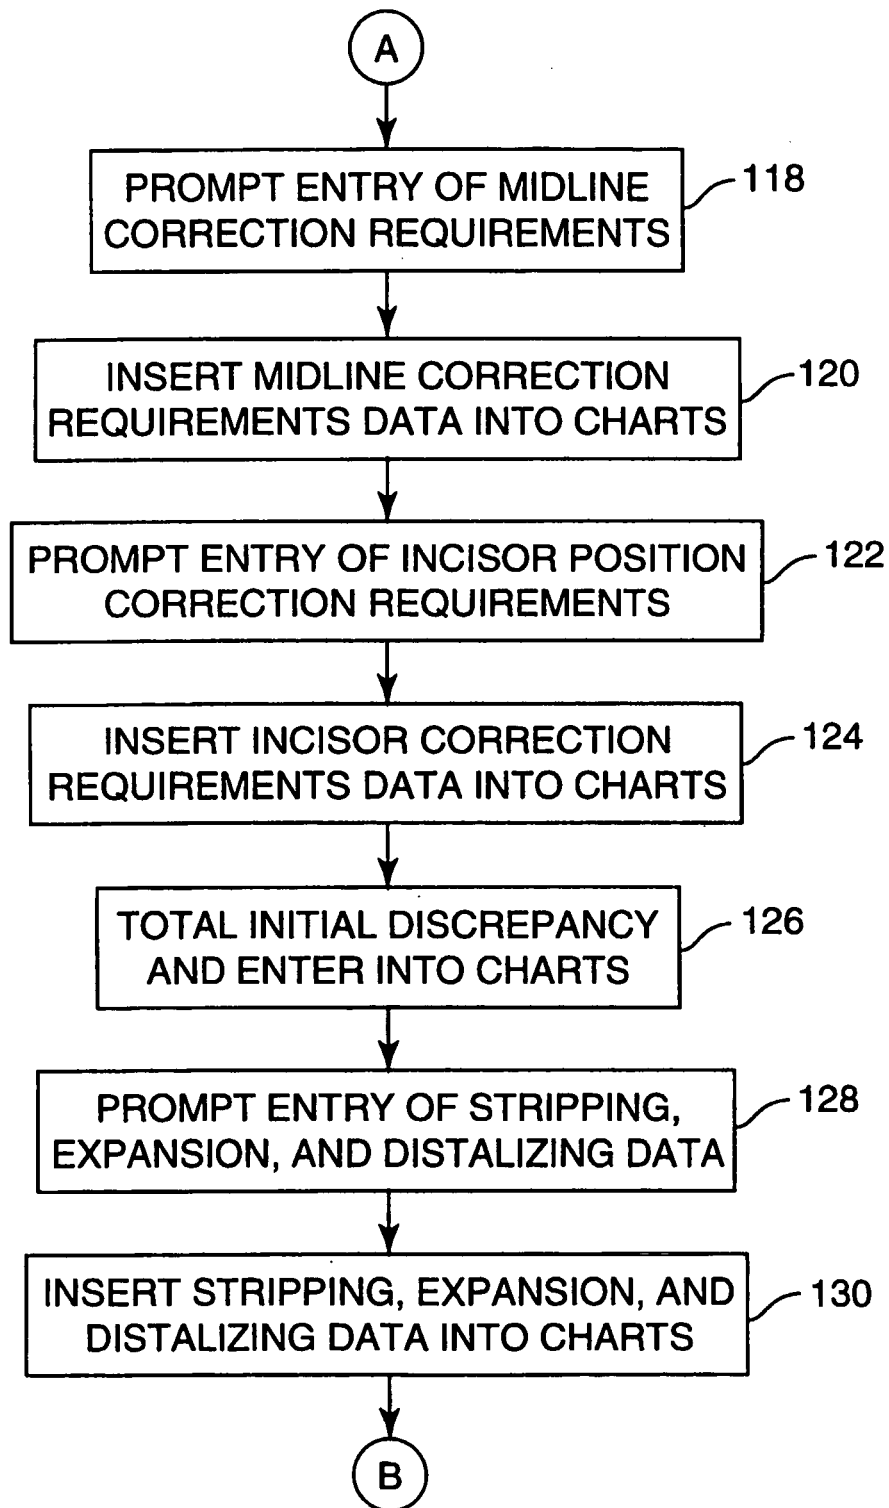 A
PROMPT ENTRY OF MIDLINE
CORRECTION REQUIREMENTS
118
INSERT MIDLINE CORRECTION
REQUIREMENTS DATA INTO CHARTS
120
PROMPT ENTRY OF INCISOR POSITION
CORRECTION REQUIREMENTS
122
INSERT INCISOR CORRECTION
REQUIREMENTS DATA INTO CHARTS
124
TOTAL INITIAL DISCREPANCY
AND ENTER INTO CHARTS
126
PROMPT ENTRY OF STRIPPING,
EXPANSION, AND DISTALIZING DATA
128
INSERT STRIPPING, EXPANSION, AND
DISTALIZING DATA INTO CHARTS
130
B